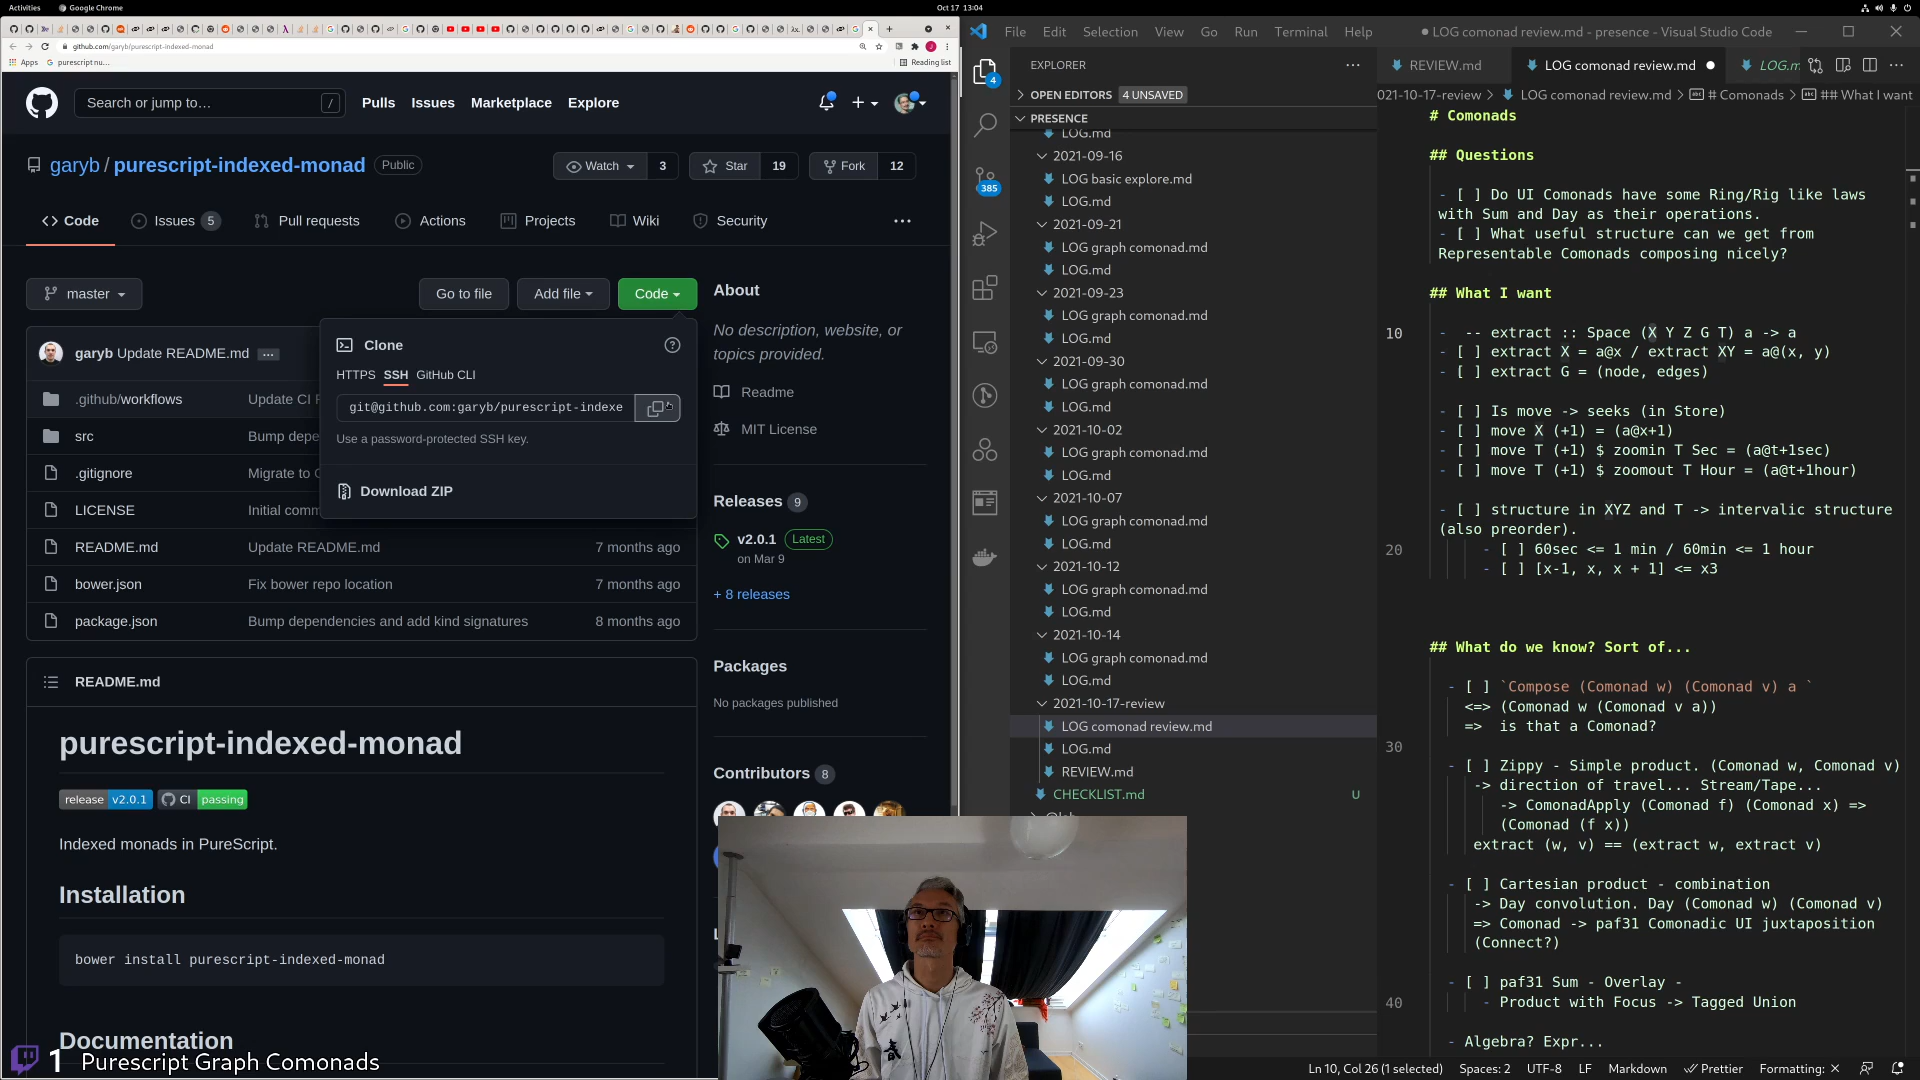 Activities
Google Chrome
Oct 17 13:04
github.com/garyb/purescript-indexed-monad
Apps
purescript nu...
Reading list
Search or jump to...
/
Pulls
Issues
Marketplace
Explore
garyb / purescript-indexed-monad
Public
Watch
3
Star
19
Fork
12
Code
Issues 5
Pull requests
Actions
Projects
Wiki
Security
master
Go to file
Add file
Code
garyb Update README.md
.github/workflows
Update CI
src
Bump depe
.gitignore
Migrate to
LICENSE
Initial comm
README.md
Update README.md
7 months ago
bower.json
Fix bower repo location
7 months ago
package.json
Bump dependencies and add kind signatures
8 months ago
Clone
HTTPS
SSH
GitHub CLI
git@github.com:garyb/purescript-indexe
Use a password-protected SSH key.
Download ZIP
About
No description, website, or
topics provided.
Readme
MIT License
Releases 9
v2.0.1
Latest
on Mar 9
+ 8 releases
Packages
No packages published
Contributors 8
README.md
purescript-indexed-monad
release v2.0.1
CI passing
Indexed monads in PureScript.
Installation
bower install purescript-indexed-monad
Documentation
1 Purescript Graph Comonads
File
Edit
Selection
View
Go
Run
Terminal
Help
● LOG comonad review.md - presence - Visual Studio Code
EXPLORER
4
385
OPEN EDITORS
4 UNSAVED
PRESENCE
LOG.md
2021-09-16
LOG basic explore.md
LOG.md
2021-09-21
LOG graph comonad.md
LOG.md
2021-09-23
LOG graph comonad.md
LOG.md
2021-09-30
LOG graph comonad.md
LOG.md
2021-10-02
LOG graph comonad.md
LOG.md
2021-10-07
LOG graph comonad.md
LOG.md
2021-10-12
LOG graph comonad.md
LOG.md
2021-10-14
LOG graph comonad.md
LOG.md
2021-10-17-review
LOG comonad review.md
LOG.md
REVIEW.md
CHECKLIST.md
U
REVIEW.md
LOG comonad review.md
LOG.m
021-10-17-review > LOG comonad review.md > # Comonads > ## What I want
# Comonads
## Questions
- [ ] Do UI Comonads have some Ring/Rig like laws
with Sum and Day as their operations.
- [ ] What useful structure can we get from
Representable Comonads composing nicely?
## What I want
10
- -- extract :: Space (X Y Z G T) a -> a
- [ ] extract X = a@x / extract XY = a@(x, y)
- [ ] extract G = (node, edges)
- [ ] Is move -> seeks (in Store)
- [ ] move X (+1) = (a@x+1)
- [ ] move T (+1) $ zoomin T Sec = (a@t+1sec)
- [ ] move T (+1) $ zoomout T Hour = (a@t+1hour)
- [ ] structure in XYZ and T -> intervalic structure
(also preorder).
20
- [ ] 60sec <= 1 min / 60min <= 1 hour
- [ ] [x-1, x, x + 1] <= x3
## What do we know? Sort of...
- [ ] `Compose (Comonad w) (Comonad v) a `
<=> (Comonad w (Comonad v a))
=> is that a Comonad?
30
- [ ] Zippy - Simple product. (Comonad w, Comonad v)
-> direction of travel... Stream/Tape...
-> ComonadApply (Comonad f) (Comonad x) =>
(Comonad (f x))
extract (w, v) == (extract w, extract v)
- [ ] Cartesian product - combination
-> Day convolution. Day (Comonad w) (Comonad v)
=> Comonad -> paf31 Comonadic UI juxtaposition
(Connect?)
- [ ] paf31 Sum - Overlay -
40
- Product with Focus -> Tagged Union
- Algebra? Expr...
Ln 10, Col 26 (1 selected)
Spaces: 2
UTF-8
LF
Markdown
Prettier
Formatting: ×